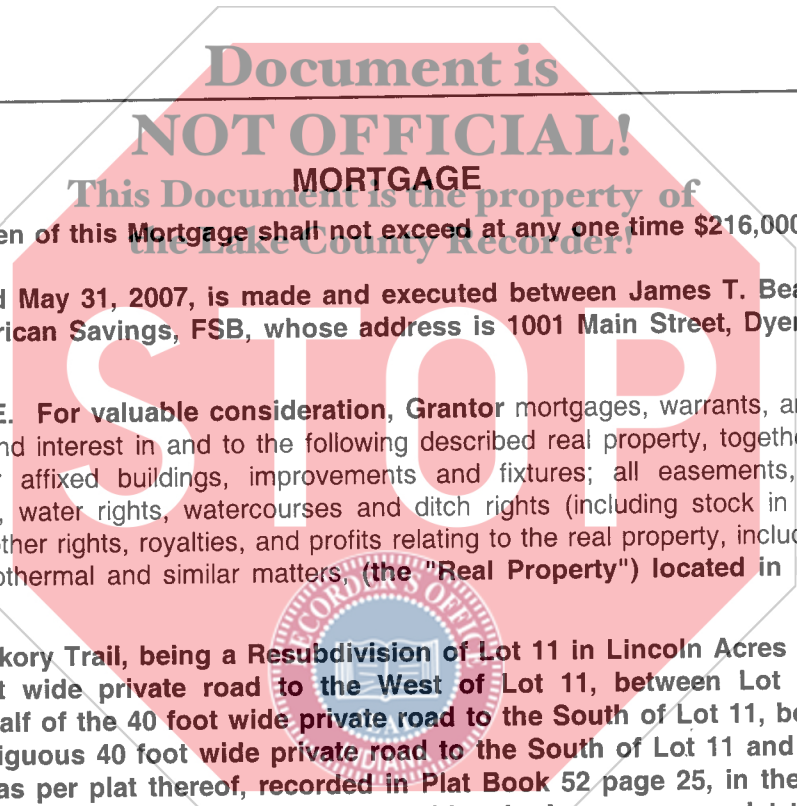 Document is
NOT OFFICIAL!
MORTGAGE
This Document is the property of
en of this Mortgage shall not exceed at any one time $216,000
the Lake County Recorder!
May 31, 2007, is made and executed between James T. Bea
rican Savings, FSB, whose address is 1001 Main Street, Dyer
STOP
E. For valuable consideration, Grantor mortgages, warrants, a
nd interest in and to the following described real property, togethe
affixed buildings, improvements and fixtures; all easements,
, water rights, watercourses and ditch rights (including stock in
ther rights, royalties, and profits relating to the real property, includ
othermal and similar matters, (the "Real Property") located in
RECORDER'S OFFICE
kory Trail, being a Resubdivision of Lot 11 in Lincoln Acres
t wide private road to the West of Lot 11, between Lot
alf of the 40 foot wide private road to the South of Lot 11, be
iguous 40 foot wide private road to the South of Lot 11 and
as per plat thereof, recorded in Plat Book 52 page 25, in the